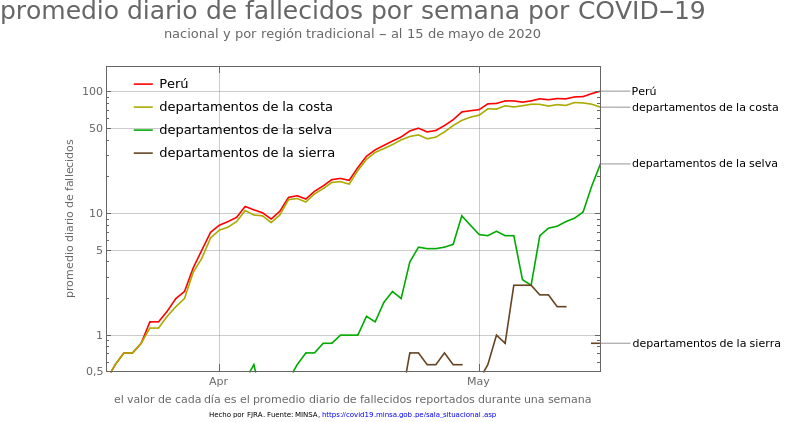 promedio diario de fallecidos por semana por COVID−19
nacional y por región tradicional − al 15 de mayo de 2020
Perú
departamentos de la costa
departamentos de la selva
departamentos de la sierra
promedio diario de fallecidos
100
50
10
5
1
0,5
Apr
May
Perú
departamentos de la costa
departamentos de la selva
departamentos de la sierra
el valor de cada día es el promedio diario de fallecidos reportados durante una semana
Hecho por FJRA. Fuente: MINSA, https://covid19.minsa.gob.pe/sala_situacional .asp